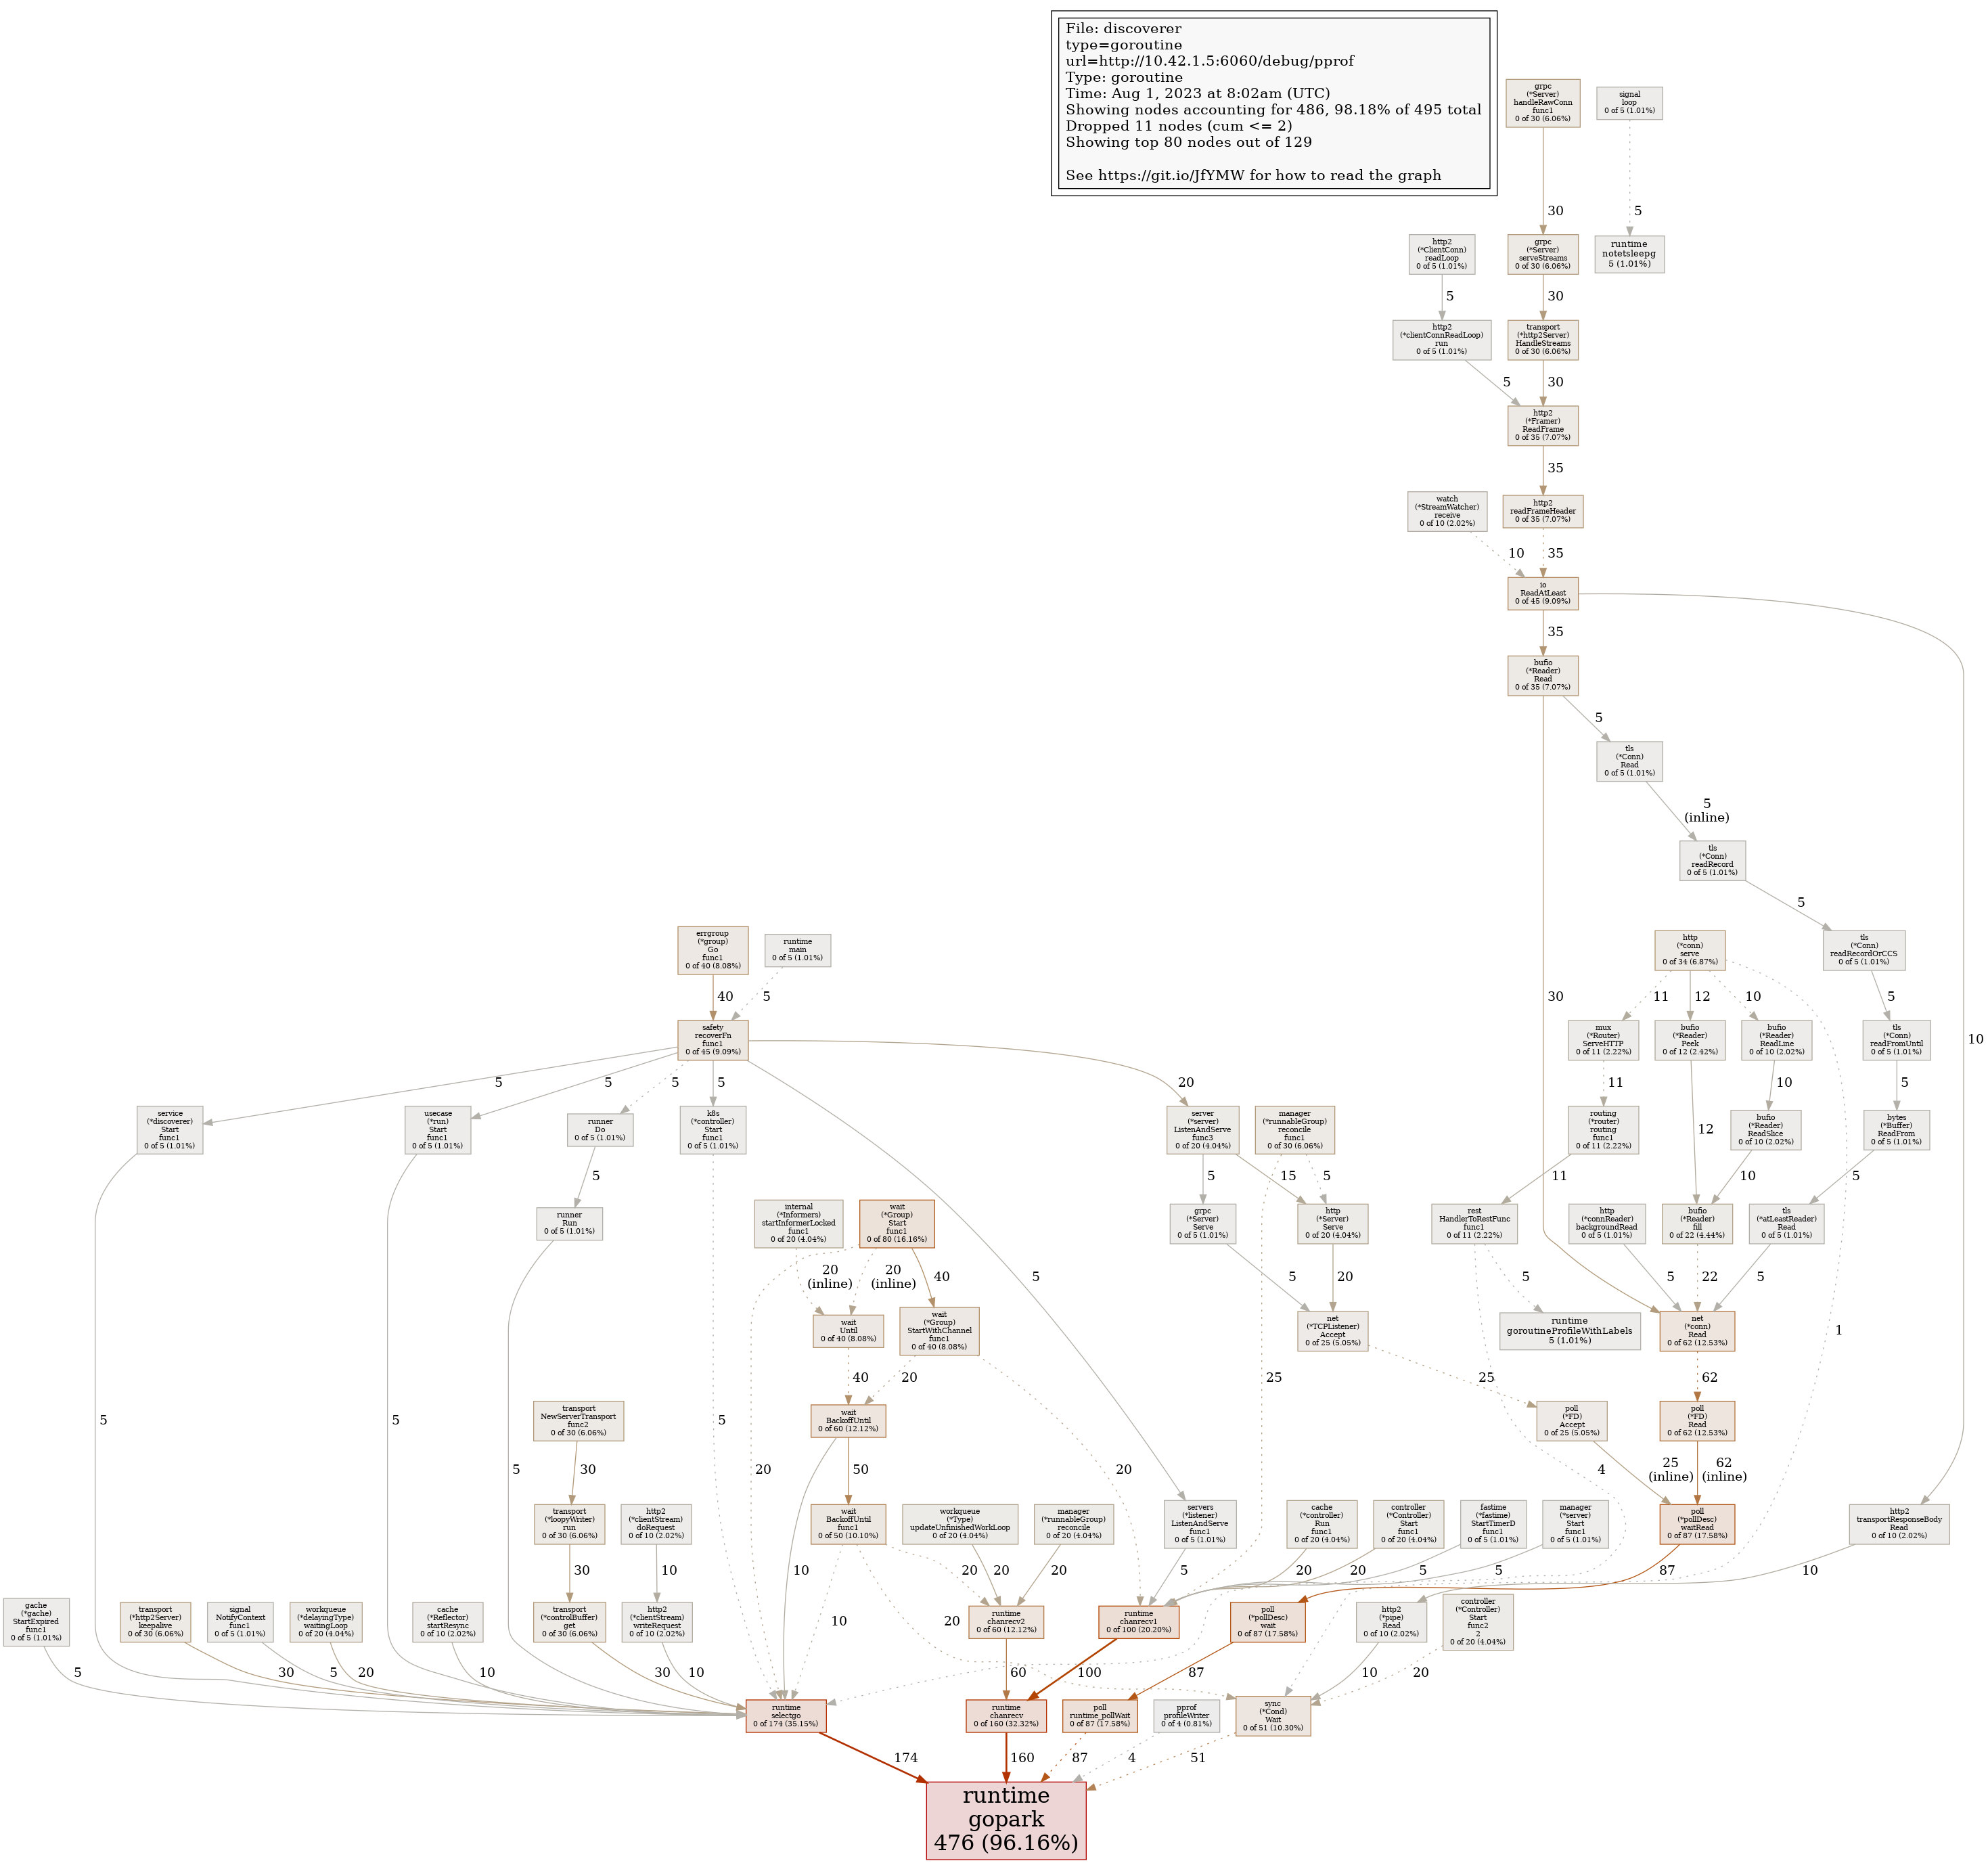 File: discoverer
type=goroutine
url=http://10.42.1.5:6060/debug/pprof
Type: goroutine
Time: Aug 1, 2023 at 8:02am (UTC)
Showing nodes accounting for 486, 98.18% of 495 total
Dropped 11 nodes (cum <= 2)
Showing top 80 nodes out of 129
See https://git.io/JfYMW for how to read the graph
grpc
(*Server)
handleRawConn
func1
0 of 30 (6.06%)
signal
loop
0 of 5 (1.01%)
30
5
http2
(*ClientConn)
readLoop
0 of 5 (1.01%)
grpc
(*Server)
serveStreams
0 of 30 (6.06%)
runtime
notetsleepg
5 (1.01%)
5
30
http2
(*clientConnReadLoop)
run
0 of 5 (1.01%)
transport
(*http2Server)
HandleStreams
0 of 30 (6.06%)
5
30
http2
(*Framer)
ReadFrame
0 of 35 (7.07%)
35
watch
(*StreamWatcher)
receive
0 of 10 (2.02%)
http2
readFrameHeader
0 of 35 (7.07%)
10
35
io
ReadAtLeast
0 of 45 (9.09%)
35
bufio
(*Reader)
Read
0 of 35 (7.07%)
5
tls
(*Conn)
Read
0 of 5 (1.01%)
5
(inline)
tls
(*Conn)
readRecord
0 of 5 (1.01%)
5
errgroup
(*group)
Go
func1
0 of 40 (8.08%)
runtime
main
0 of 5 (1.01%)
http
(*conn)
serve
0 of 34 (6.87%)
tls
(*Conn)
readRecordOrCCS
0 of 5 (1.01%)
40
5
30
11
12
10
5
10
safety
recoverFn
func1
0 of 45 (9.09%)
mux
(*Router)
ServeHTTP
0 of 11 (2.22%)
bufio
(*Reader)
Peek
0 of 12 (2.42%)
bufio
(*Reader)
ReadLine
0 of 10 (2.02%)
tls
(*Conn)
readFromUntil
0 of 5 (1.01%)
5
5
5
5
20
11
10
5
service
(*discoverer)
Start
func1
0 of 5 (1.01%)
usecase
(*run)
Start
func1
0 of 5 (1.01%)
runner
Do
0 of 5 (1.01%)
k8s
(*controller)
Start
func1
0 of 5 (1.01%)
server
(*server)
ListenAndServe
func3
0 of 20 (4.04%)
manager
(*runnableGroup)
reconcile
func1
0 of 30 (6.06%)
routing
(*router)
routing
func1
0 of 11 (2.22%)
bufio
(*Reader)
ReadSlice
0 of 10 (2.02%)
bytes
(*Buffer)
ReadFrom
0 of 5 (1.01%)
12
5
5
15
5
11
10
5
runner
Run
0 of 5 (1.01%)
internal
(*Informers)
startInformerLocked
func1
0 of 20 (4.04%)
wait
(*Group)
Start
func1
0 of 80 (16.16%)
grpc
(*Server)
Serve
0 of 5 (1.01%)
http
(*Server)
Serve
0 of 20 (4.04%)
rest
HandlerToRestFunc
func1
0 of 11 (2.22%)
http
(*connReader)
backgroundRead
0 of 5 (1.01%)
bufio
(*Reader)
fill
0 of 22 (4.44%)
tls
(*atLeastReader)
Read
0 of 5 (1.01%)
20
(inline)
20
(inline)
40
5
5
20
5
5
22
5
wait
Until
0 of 40 (8.08%)
wait
(*Group)
StartWithChannel
func1
0 of 40 (8.08%)
net
(*TCPListener)
Accept
0 of 25 (5.05%)
runtime
goroutineProfileWithLabels
5 (1.01%)
net
(*conn)
Read
0 of 62 (12.53%)
1
40
20
25
25
62
5
5
transport
NewServerTransport
func2
0 of 30 (6.06%)
5
wait
BackoffUntil
0 of 60 (12.12%)
poll
(*FD)
Accept
0 of 25 (5.05%)
poll
(*FD)
Read
0 of 62 (12.53%)
30
5
20
50
20
4
25
(inline)
62
(inline)
transport
(*loopyWriter)
run
0 of 30 (6.06%)
http2
(*clientStream)
doRequest
0 of 10 (2.02%)
wait
BackoffUntil
func1
0 of 50 (10.10%)
workqueue
(*Type)
updateUnfinishedWorkLoop
0 of 20 (4.04%)
manager
(*runnableGroup)
reconcile
0 of 20 (4.04%)
servers
(*listener)
ListenAndServe
func1
0 of 5 (1.01%)
cache
(*controller)
Run
func1
0 of 20 (4.04%)
controller
(*Controller)
Start
func1
0 of 20 (4.04%)
fastime
(*fastime)
StartTimerD
func1
0 of 5 (1.01%)
manager
(*server)
Start
func1
0 of 5 (1.01%)
poll
(*pollDesc)
waitRead
0 of 87 (17.58%)
http2
transportResponseBody
Read
0 of 10 (2.02%)
30
10
10
20
20
20
5
20
20
5
5
87
10
gache
(*gache)
StartExpired
func1
0 of 5 (1.01%)
transport
(*http2Server)
keepalive
0 of 30 (6.06%)
signal
NotifyContext
func1
0 of 5 (1.01%)
workqueue
(*delayingType)
waitingLoop
0 of 20 (4.04%)
cache
(*Reflector)
startResync
0 of 10 (2.02%)
transport
(*controlBuffer)
get
0 of 30 (6.06%)
http2
(*clientStream)
writeRequest
0 of 10 (2.02%)
10
20
runtime
chanrecv2
0 of 60 (12.12%)
runtime
chanrecv1
0 of 100 (20.20%)
poll
(*pollDesc)
wait
0 of 87 (17.58%)
http2
(*pipe)
Read
0 of 10 (2.02%)
controller
(*Controller)
Start
func2
2
0 of 20 (4.04%)
5
30
5
20
10
30
10
60
100
87
10
20
runtime
selectgo
0 of 174 (35.15%)
runtime
chanrecv
0 of 160 (32.32%)
poll
runtime_pollWait
0 of 87 (17.58%)
pprof
profileWriter
0 of 4 (0.81%)
sync
(*Cond)
Wait
0 of 51 (10.30%)
174
160
87
4
51
runtime
gopark
476 (96.16%)